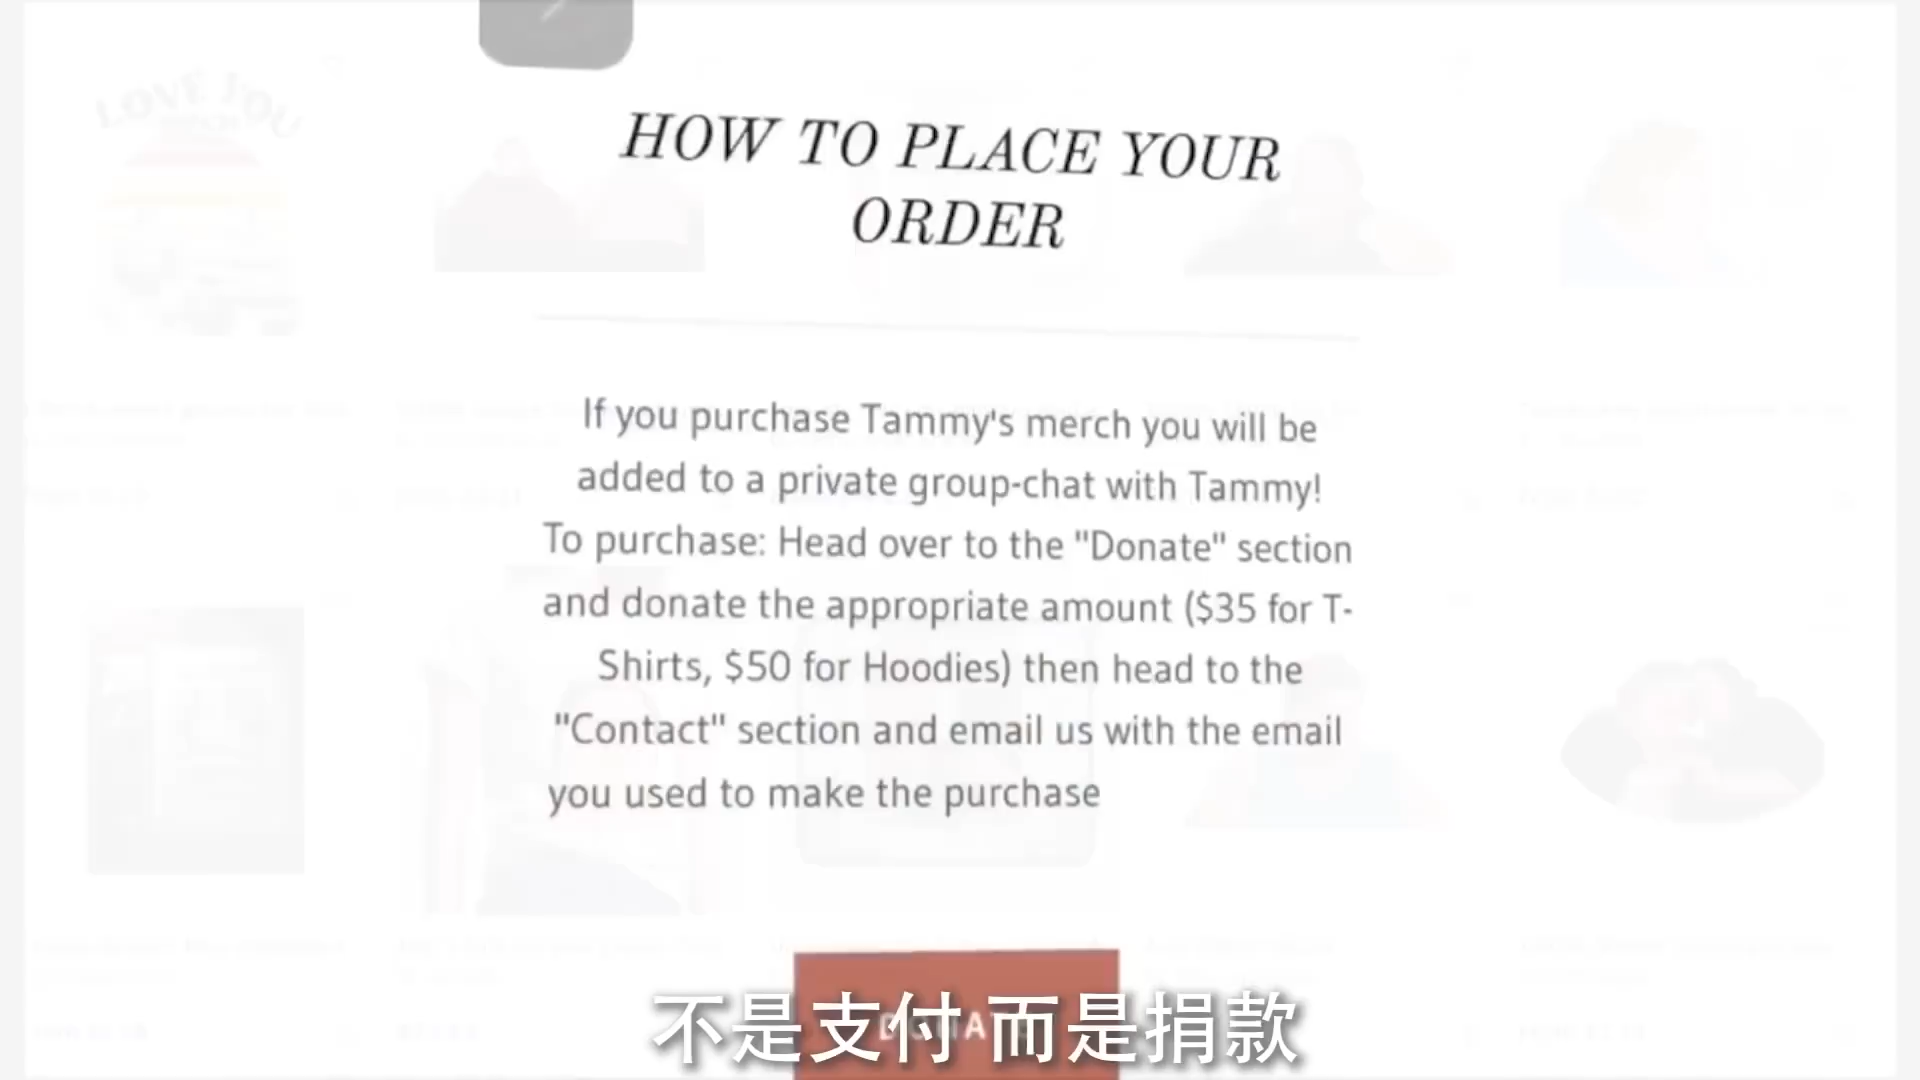 LOVE YOU
HOW TO PLACE YOUR
ORDER
If you purchase Tammy's merch you will be
added to a private group-chat with Tammy!
To purchase: Head over to the "Donate" section
and donate the appropriate amount ($35 for T-
Shirts, $50 for Hoodies) then head to the
"Contact" section and email us with the email
you used to make the purchase
不是支付 而是捐款